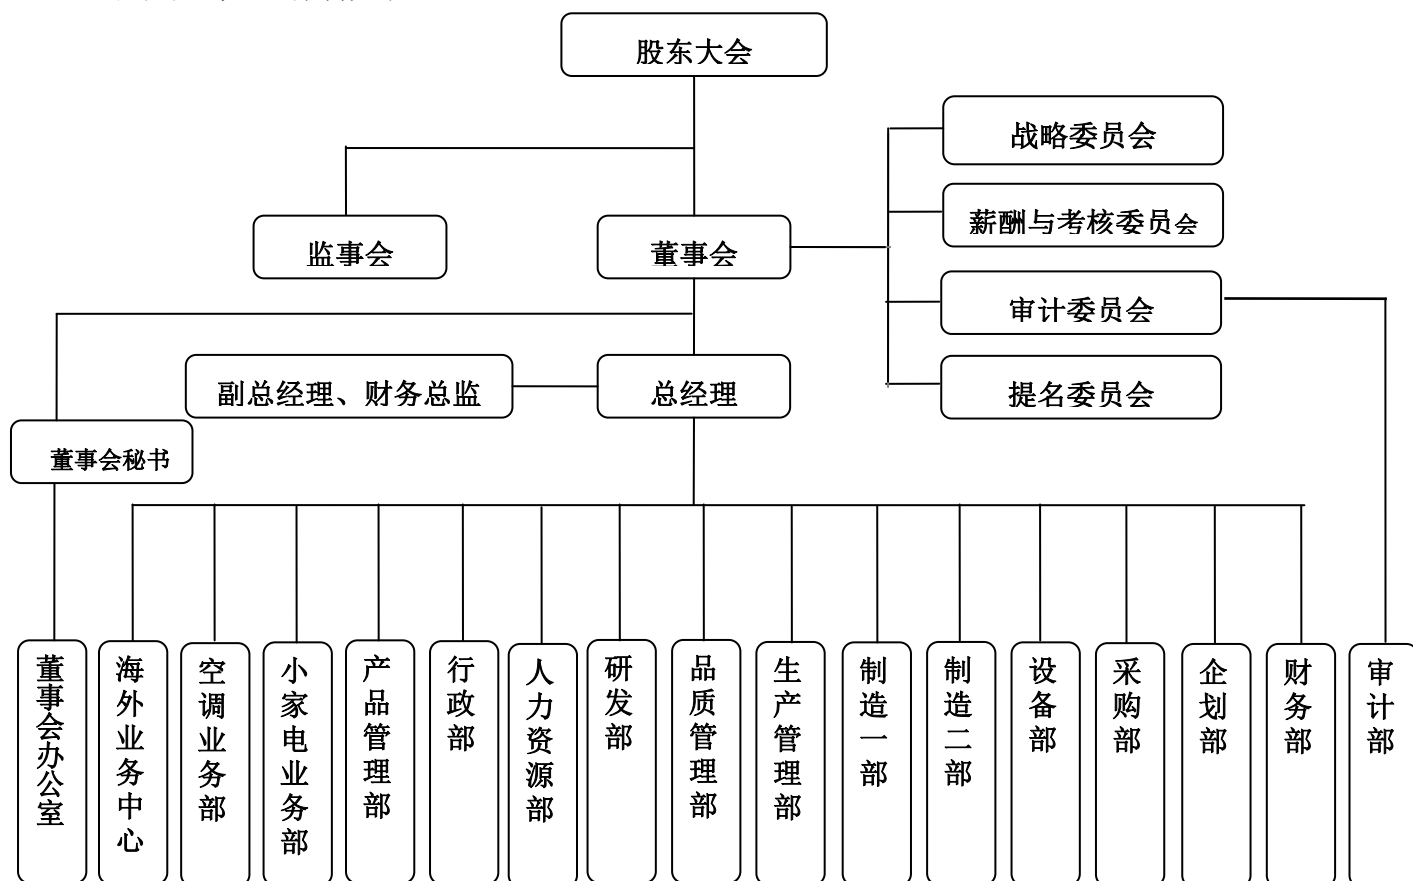 股东大会
战略委员会
薪酬与考核委员会
监事会
董事会
审计委员会
副总经理、财务总监
总经理
提名委员会
董事会秘书
董事会办公室
海外业务中心
空调业务部
小家电业务部
产品管理部
行政部
人力资源部
研发部
品质管理部
生产管理部
制造一部
制造二部
设备部
采购部
企划部
财务部
审计部